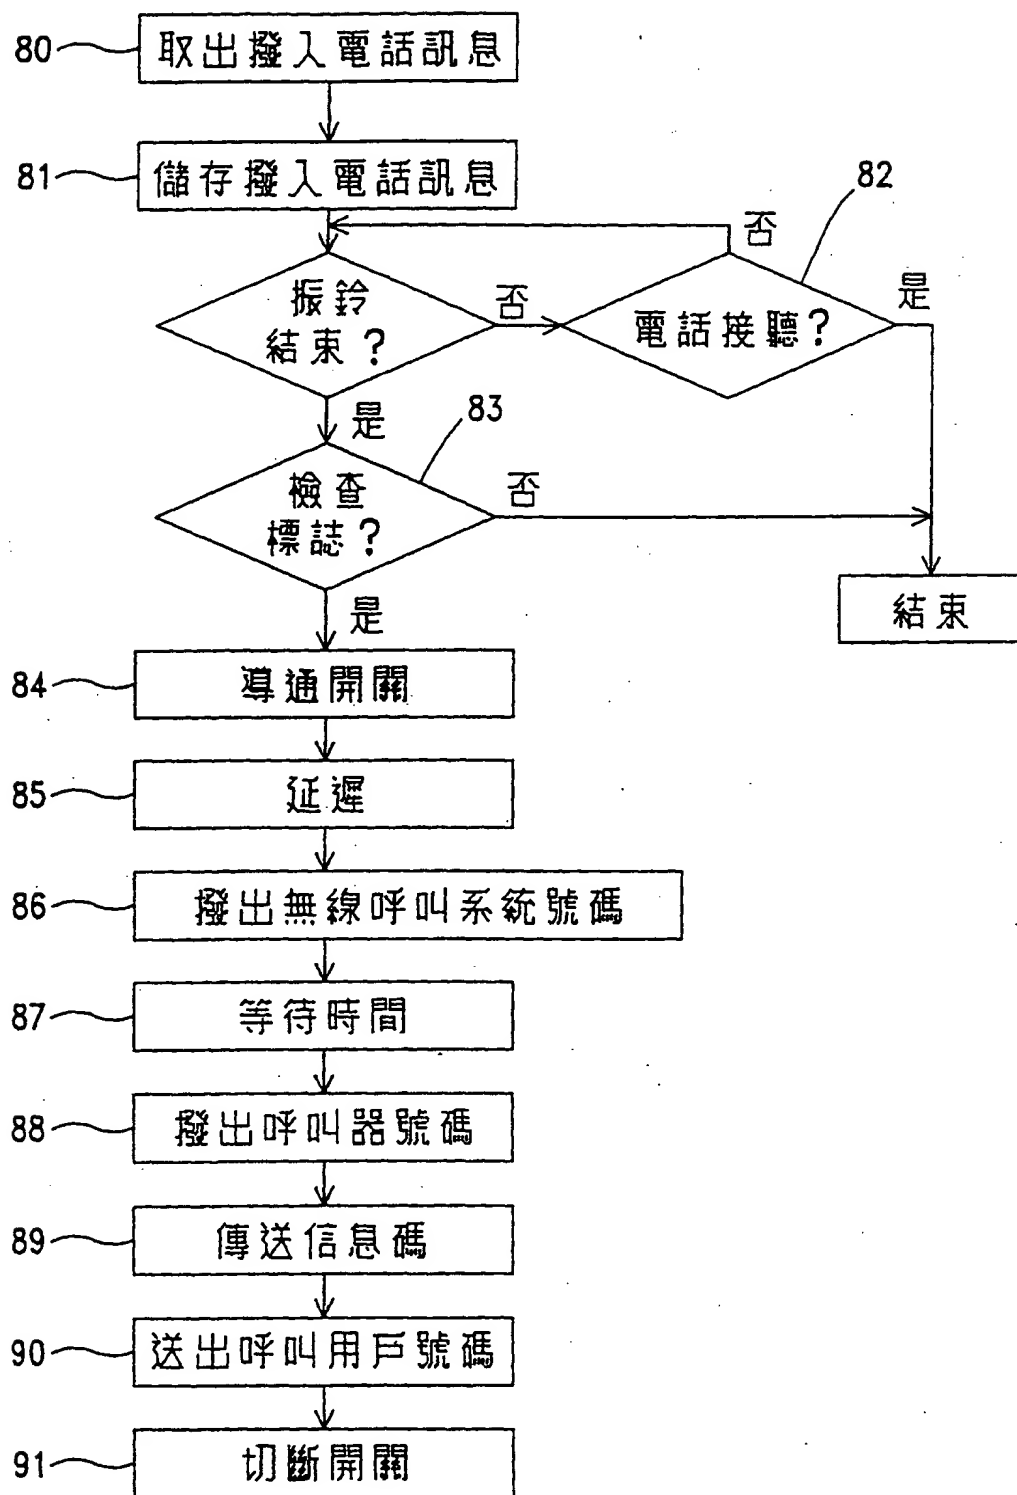 80
取出撥入電話訊息
81
儲存撥入電話訊息
82
否
振鈴
結束？
否
電話接聽？
是
是
83
檢查
標誌？
否
是
結束
84
導通開關
85
延遲
86
撥出無線呼叫系統號碼
87
等待時間
88
撥出呼叫器號碼
89
傳送信息碼
90
送出呼叫用戶號碼
91
切斷開關